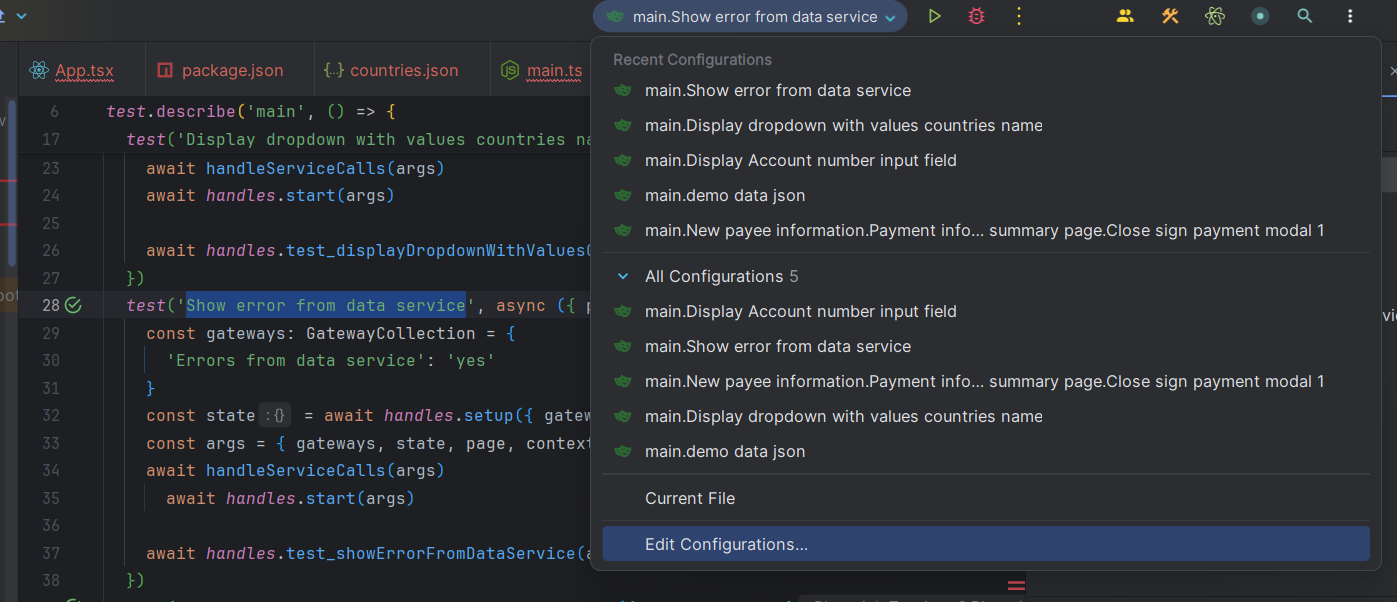 main.Show error from data service
App.tsx
package.json
{..} countries.json
JS main.ts
Recent Configurations
main.Show error from data service
main.Display dropdown with values countries name
main.Display Account number input field
main.demo data json
main.New payee information.Payment info... summary page.Close sign payment modal 1
All Configurations 5
main.Display Account number input field
main.Show error from data service
main.New payee information.Payment info... summary page.Close sign payment modal 1
main.Display dropdown with values countries name
main.demo data json
Current File
Edit Configurations...
6 test.describe('main', () => {
17 test('Display dropdown with values countries
23 await handleServiceCalls(args)
24 await handles.start(args)
25
26 await handles.test_displayDropdownWithValues
27 })
28 test('Show error from data service', async ({
29 const gateways: GatewayCollection = {
30 'Errors from data service': 'yes'
31 }
32 const state :{} = await handles.setup({
33 const args = { gateways, state, page, context
34 await handleServiceCalls(args)
35 await handles.start(args)
36
37 await handles.test_showErrorFromDataService(
38 })